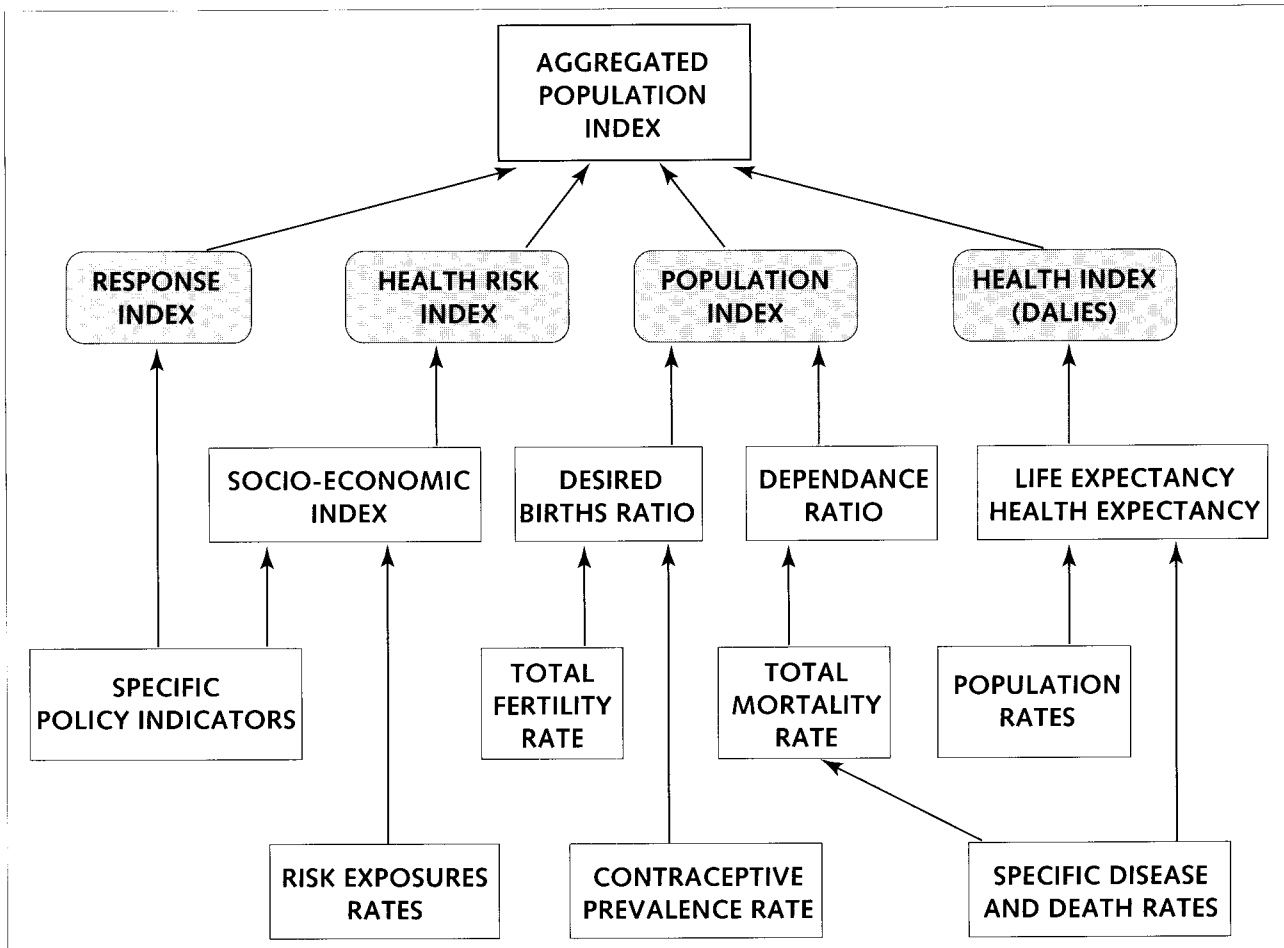 AGGREGATED
POPULATION
INDEX
RESPONSE
INDEX
HEALTH RISK
INDEX
POPULATION
INDEX
HEALTH INDEX
(DALIES)
SOCIO-ECONOMIC
INDEX
DESIRED
BIRTHS RATIO
DEPENDANCE
RATIO
LIFE EXPECTANCY
HEALTH EXPECTANCY
SPECIFIC
POLICY INDICATORS
TOTAL
FERTILITY
RATE
TOTAL
MORTALITY
RATE
POPULATION
RATES
RISK EXPOSURES
RATES
CONTRACEPTIVE
PREVALENCE RATE
SPECIFIC DISEASE
AND DEATH RATES